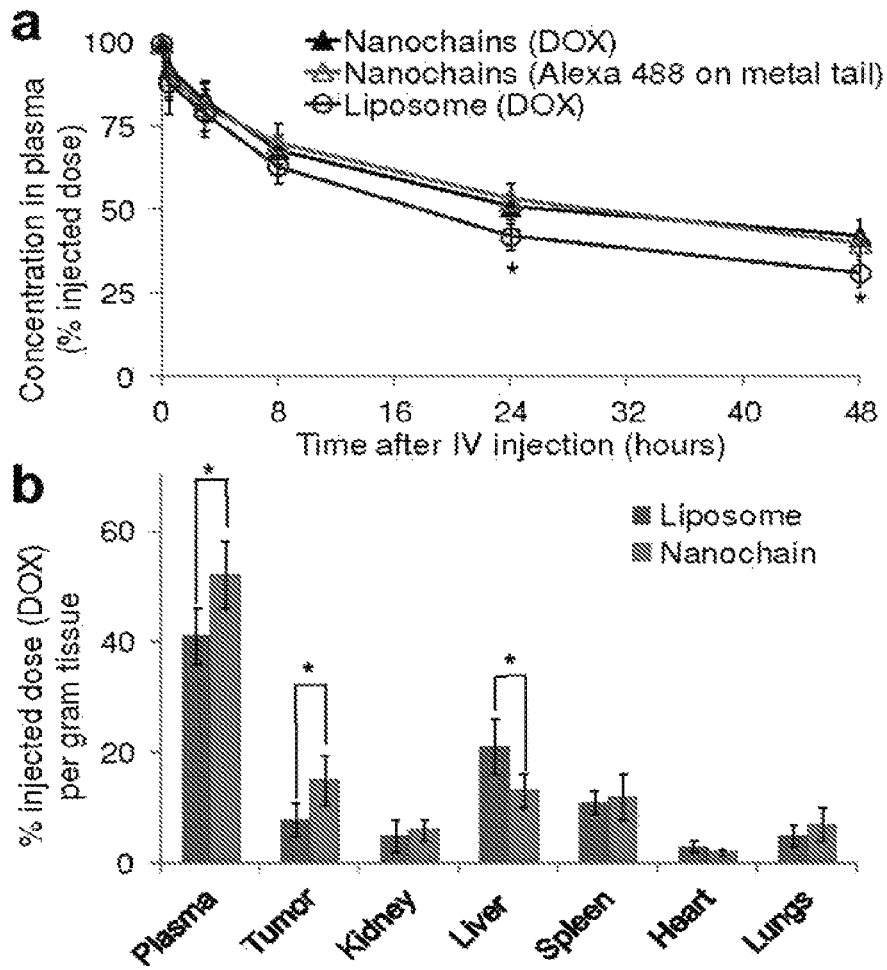 a
Concentration in plasma
(% injected dose)
100
75
50
25
0
Nanochains (DOX)
Nanochains (Alexa 488 on metal tail)
Liposome (DOX)
*
*
0 8 16 24 32 40 48
Time after IV injection (hours)
b
% injected dose (DOX)
per gram tissue
60
40
20
0
Liposome
Nanochain
*
*
*
Plasma
Tumor
Kidney
Liver
Spleen
Heart
Lungs